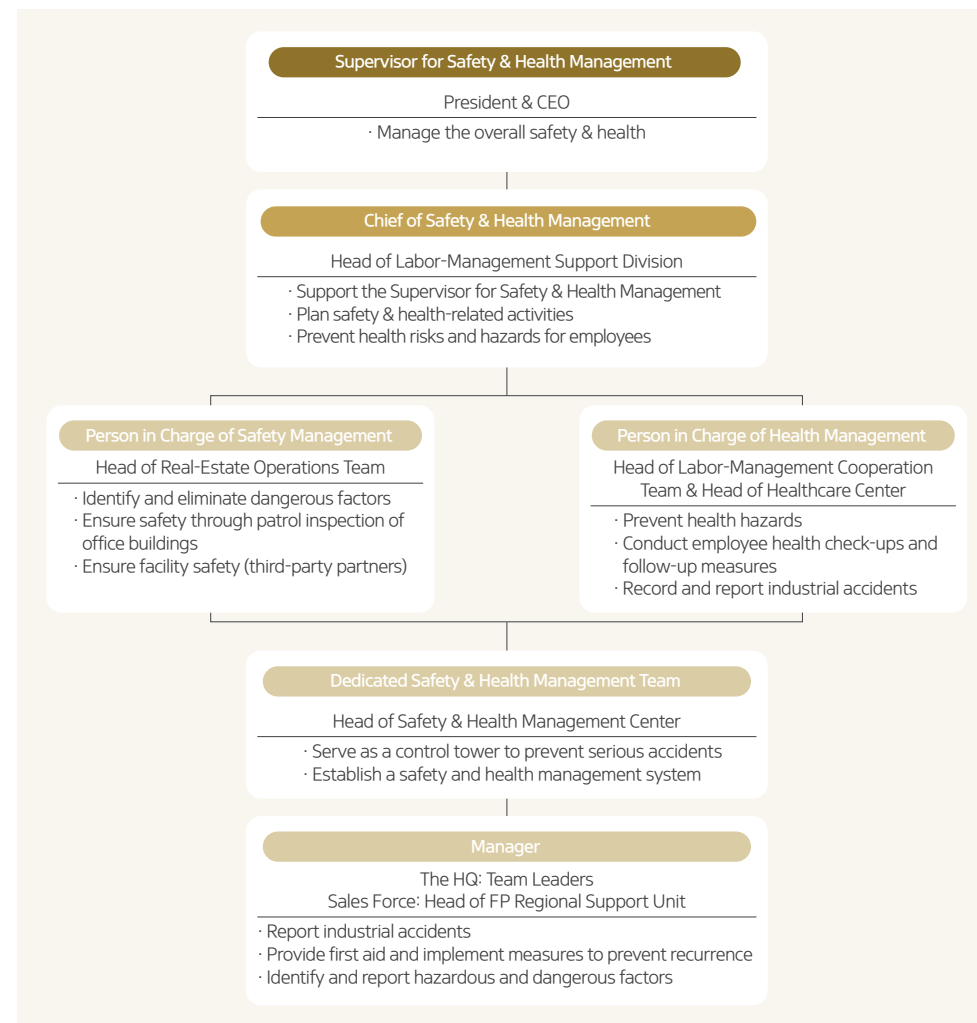 Supervisor for Safety & Health Management
President & CEO
· Manage the overall safety & health
Chief of Safety & Health Management
Head of Labor-Management Support Division
· Support the Supervisor for Safety & Health Management
· Plan safety & health-related activities
· Prevent health risks and hazards for employees
Person in Charge of Safety Management
Head of Real-Estate Operations Team
· Identify and eliminate dangerous factors
· Ensure safety through patrol inspection of
office buildings
· Ensure facility safety (third-party partners)
Person in Charge of Health Management
Head of Labor-Management Cooperation
Team & Head of Healthcare Center
· Prevent health hazards
· Conduct employee health check-ups and
follow-up measures
· Record and report industrial accidents
Dedicated Safety & Health Management Team
Head of Safety & Health Management Center
· Serve as a control tower to prevent serious accidents
· Establish a safety and health management system
Manager
The HQ: Team Leaders
Sales Force: Head of FP Regional Support Unit
· Report industrial accidents
· Provide first aid and implement measures to prevent recurrence
· Identify and report hazardous and dangerous factors